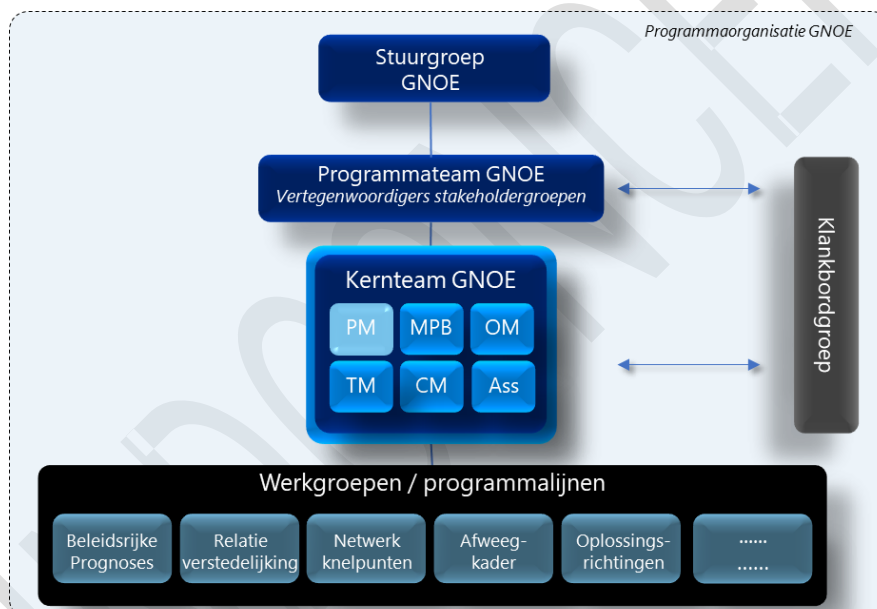 Programmaorganisatie GNOE
Stuurgroep
GNOE
Programmateam GNOE
Vertegenwoordigers stakeholdergroepen
Klankbordgroep
Kernteam GNOE
PM MPB OM
TM CM Ass
Werkgroepen / programmalijnen
Beleidsrijke
Prognoses
Relatie
verstedelijking
Netwerk
knelpunten
Afweeg-
kader
Oplossings-
richtingen
......
......